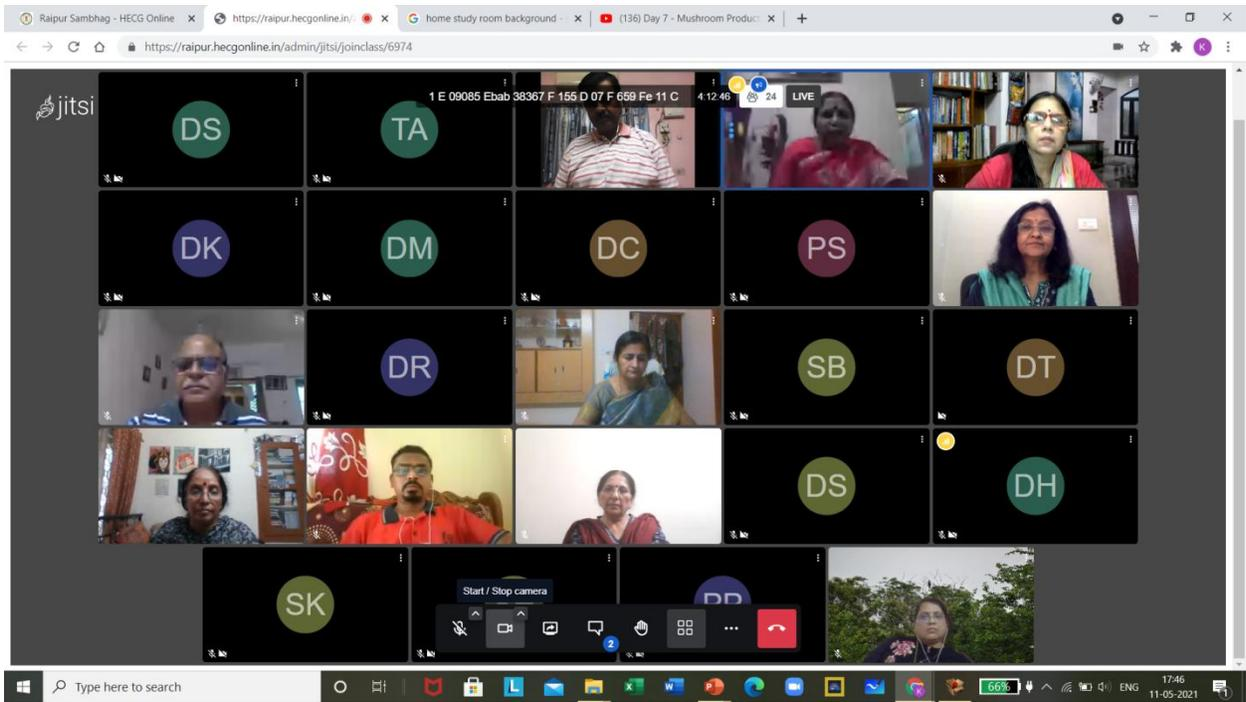 Raipur Sambhag - HECG Online
https://raipur.hecgonline.in/
home study room background -
(136) Day 7 - Mushroom Produc
https://raipur.hecgonline.in/admin/jitsi/joinclass/6974
K
jitsi
1 E 09085 Ebab 38367 F 155 D 07 F 659 Fe 11 C
4:12:46
24
LIVE
DS
TA
DK
DM
DC
PS
DR
SB
DT
DS
DH
SK
Start / Stop camera
2
Type here to search
66%
ENG
17:46
11-05-2021
1